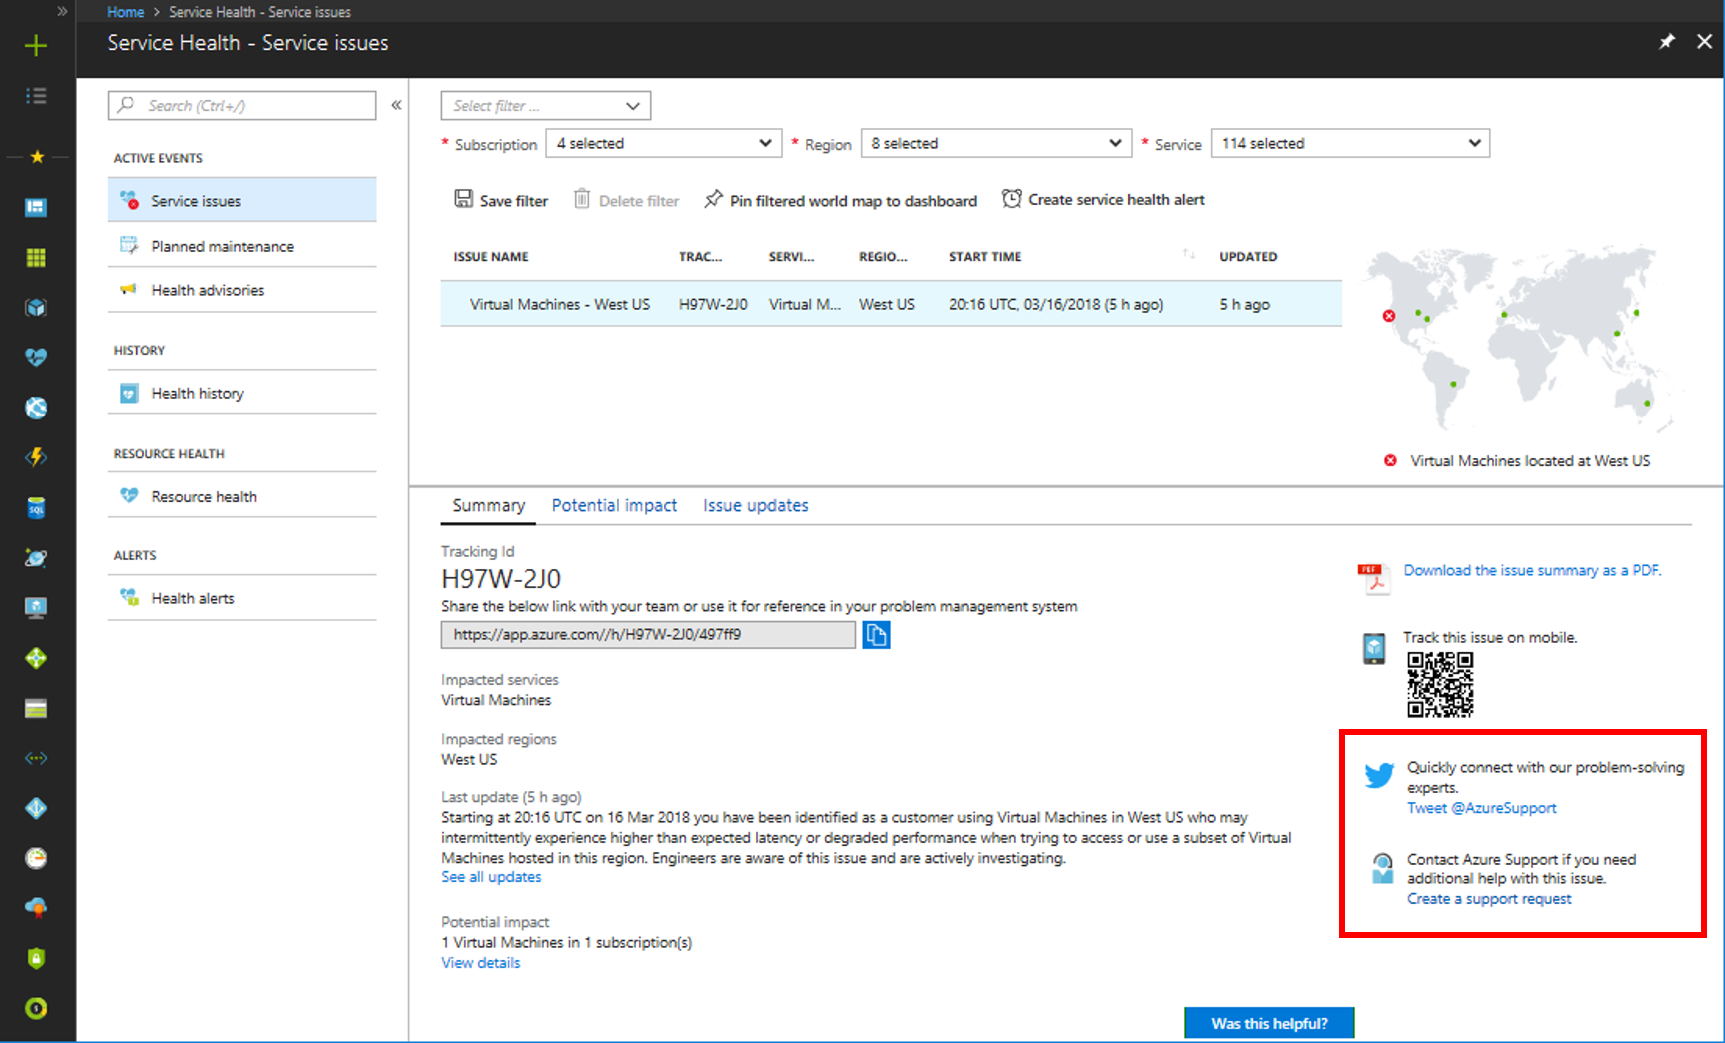 Home > Service Health - Service issues
Service Health - Service issues
Search (Ctrl+/)
ACTIVE EVENTS
Service issues
Planned maintenance
Health advisories
HISTORY
Health history
RESOURCE HEALTH
Resource health
ALERTS
Health alerts
Select filter ...
* Subscription 4 selected * Region 8 selected * Service 114 selected
Save filter Delete filter Pin filtered world map to dashboard Create service health alert
ISSUE NAME TRAC... SERVI... REGIO... START TIME UPDATED
Virtual Machines - West US H97W-2J0 Virtual M... West US 20:16 UTC, 03/16/2018 (5 h ago) 5 h ago
Virtual Machines located at West US
Summary Potential impact Issue updates
Tracking Id
H97W-2J0
Share the below link with your team or use it for reference in your problem management system
https://app.azure.com//h/H97W-2J0/497ff9
Impacted services
Virtual Machines
Impacted regions
West US
Last update (5 h ago)
Starting at 20:16 UTC on 16 Mar 2018 you have been identified as a customer using Virtual Machines in West US who may
intermittently experience higher than expected latency or degraded performance when trying to access or use a subset of Virtual
Machines hosted in this region. Engineers are aware of this issue and are actively investigating.
See all updates
Potential impact
1 Virtual Machines in 1 subscription(s)
View details
PDF
Download the issue summary as a PDF.
Track this issue on mobile.
Quickly connect with our problem-solving
experts.
Tweet @AzureSupport
Contact Azure Support if you need
additional help with this issue.
Create a support request
Was this helpful?
SQL